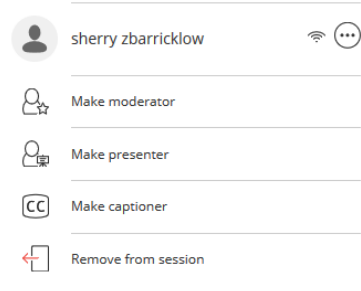 sherry zbarricklow
Make moderator
Make presenter
CC Make captioner
Remove from session